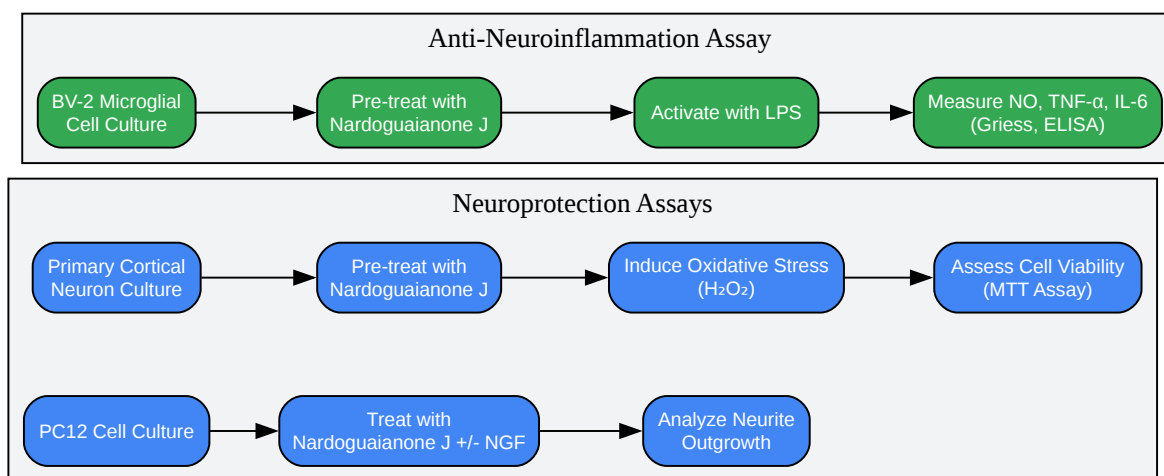 Anti-Neuroinflammation Assay
BV-2 Microglial
Cell Culture
Pre-treat with
Nardoguaianone J
Activate with LPS
Measure NO, TNF-α, IL-6
(Griess, ELISA)
Neuroprotection Assays
Primary Cortical
Neuron Culture
Pre-treat with
Nardoguaianone J
Induce Oxidative Stress
(H₂O₂)
Assess Cell Viability
(MTT Assay)
PC12 Cell Culture
Treat with
Nardoguaianone J +/- NGF
Analyze Neurite
Outgrowth